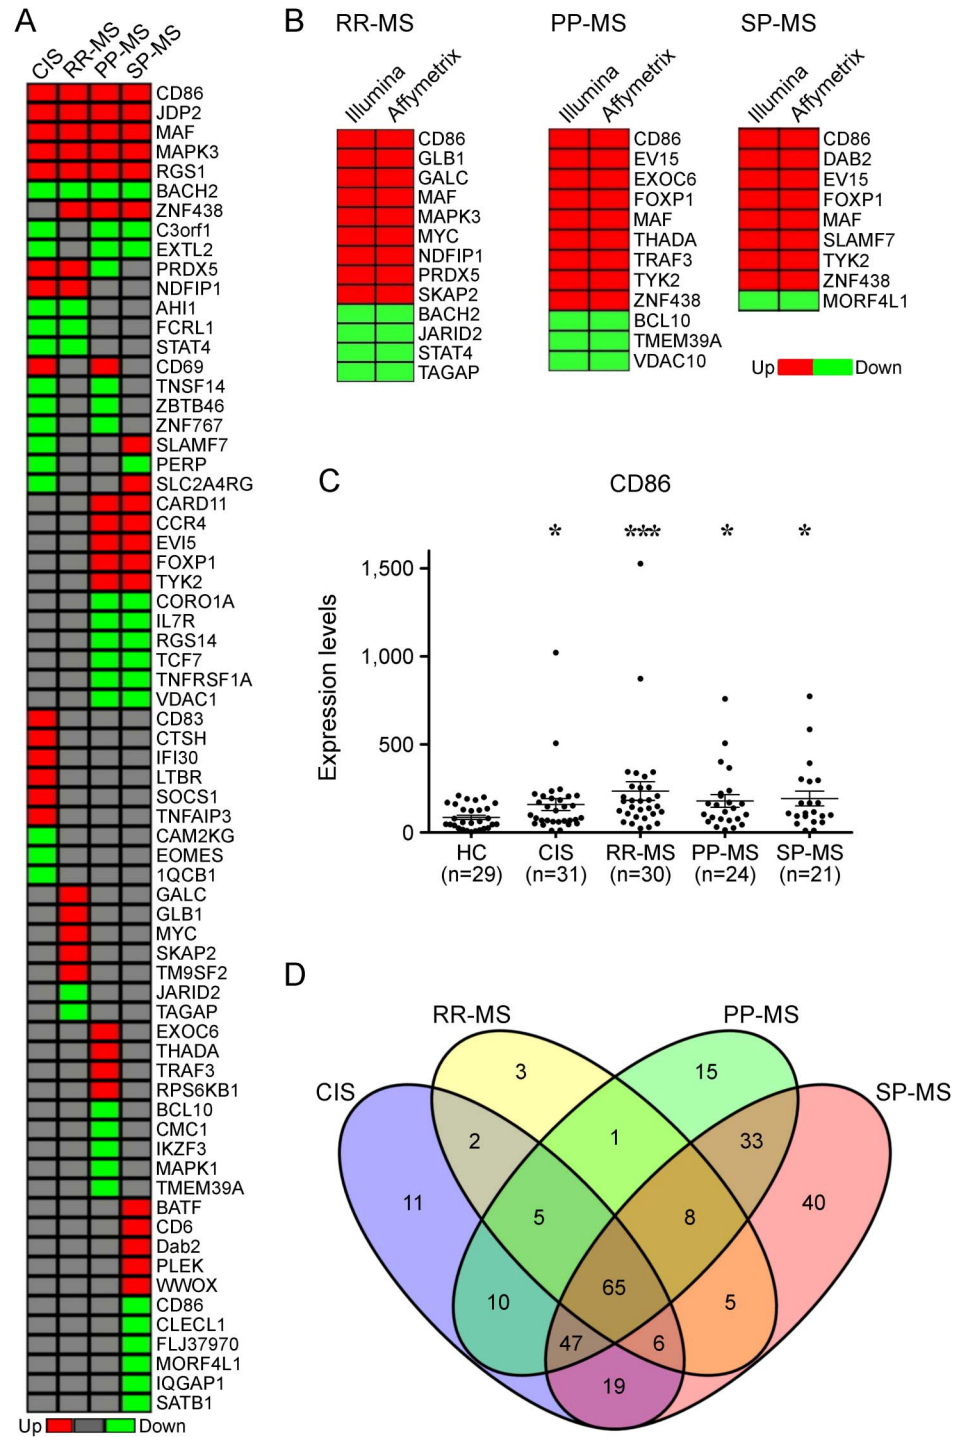 A
CIS
RR-MS
PP-MS
SP-MS
CD86
JDP2
MAF
MAPK3
RGS1
BACH2
ZNF438
C3orf1
EXTL2
PRDX5
NDFIP1
AHI1
FCRL1
STAT4
CD69
TNSF14
ZBTB46
ZNF767
SLAMF7
PERP
SLC2A4RG
CARD11
CCR4
EVI5
FOXP1
TYK2
CORO1A
IL7R
RGS14
TCF7
TNFRSF1A
VDAC1
CD83
CTSH
IFI30
LTBR
SOCS1
TNFAIP3
CAM2KG
EOMES
1QCB1
GALC
GLB1
MYC
SKAP2
TM9SF2
JARID2
TAGAP
EXOC6
THADA
TRAF3
RPS6KB1
BCL10
CMC1
IKZF3
MAPK1
TMEM39A
BATF
CD6
Dab2
PLEK
WWOX
CD86
CLECL1
FLJ37970
MORF4L1
IQGAP1
SATB1
Up Down
B
RR-MS
Illumina
Affymetrix
CD86
GLB1
GALC
MAF
MAPK3
MYC
NDFIP1
PRDX5
SKAP2
BACH2
JARID2
STAT4
TAGAP
PP-MS
Illumina
Affymetrix
CD86
EV15
EXOC6
FOXP1
MAF
THADA
TRAF3
TYK2
ZNF438
BCL10
TMEM39A
VDAC10
SP-MS
Illumina
Affymetrix
CD86
DAB2
EV15
FOXP1
MAF
SLAMF7
TYK2
ZNF438
MORF4L1
Up Down
C
CD86
* *** * *
Expression levels
1,500
1,000
500
0
HC CIS RR-MS PP-MS SP-MS
(n=29) (n=31) (n=30) (n=24) (n=21)
D
RR-MS PP-MS
CIS SP-MS
3 15
2 1 33
11 5 8 40
65
10 5
47 6
19